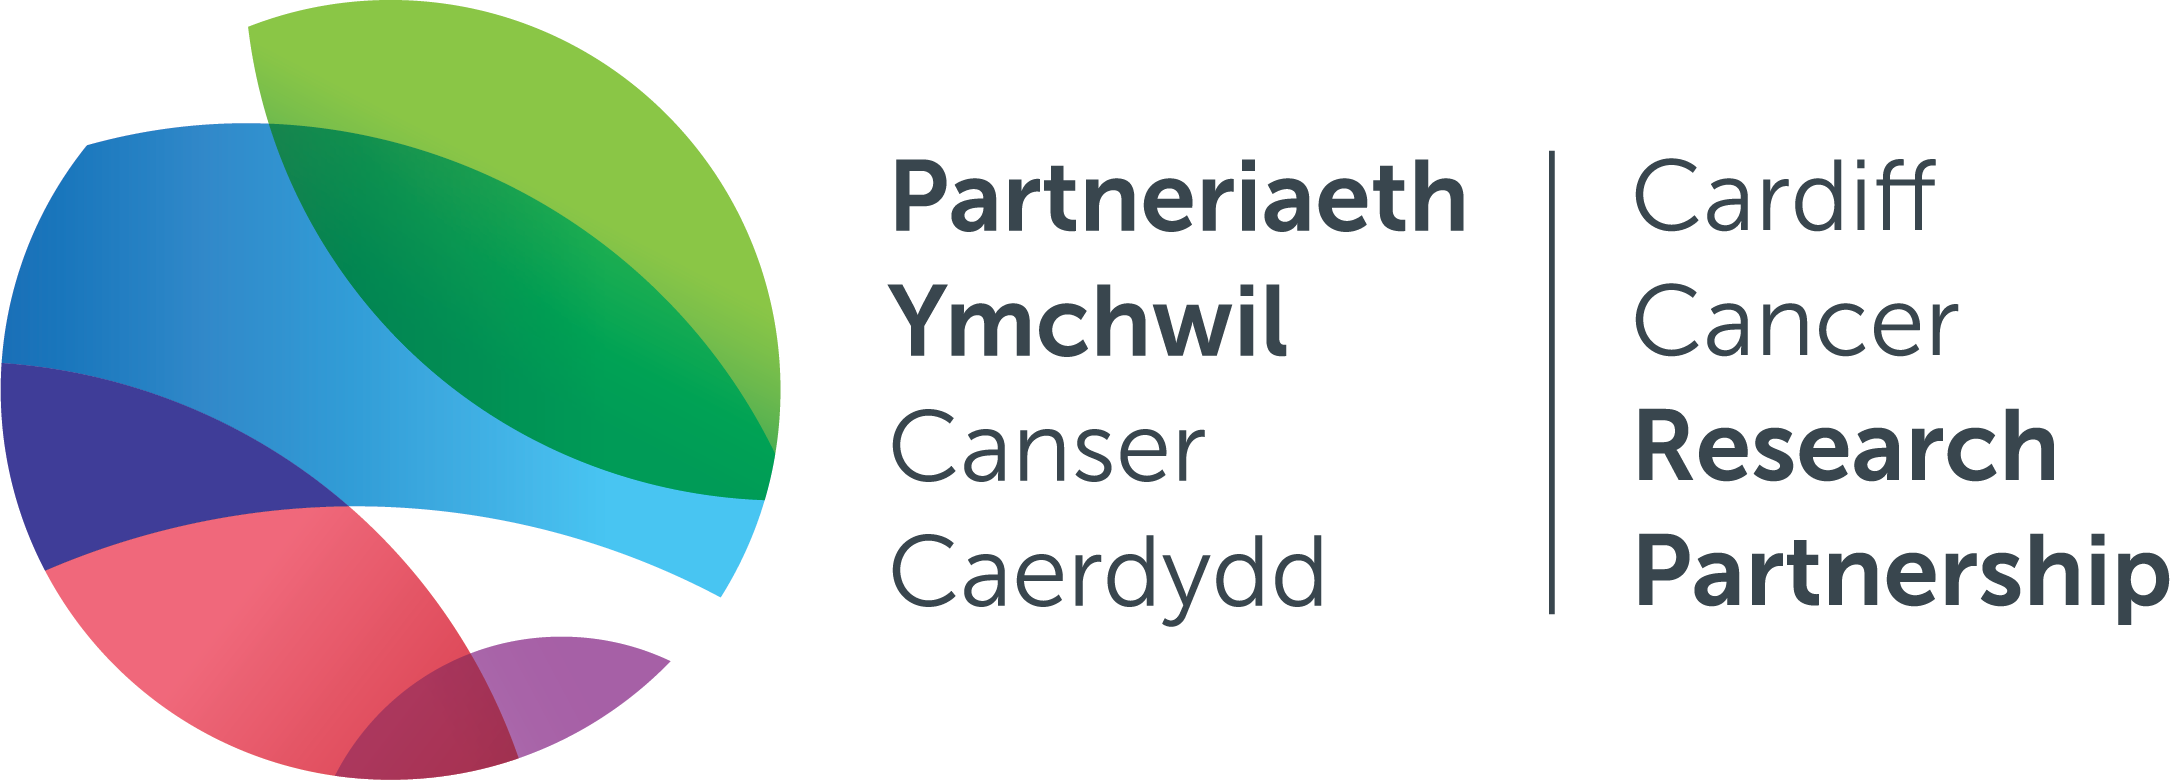 Partneriaeth
Ymchwil
Canser
Caerdydd
Cardiff
Cancer
Research
Partnership